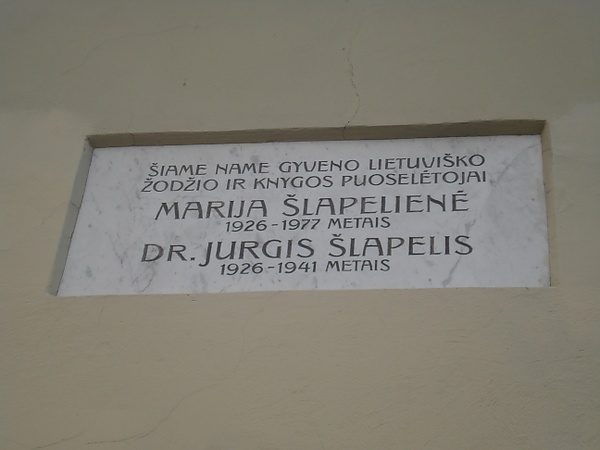 ŠIAME NAME GYVENO LIETUVIŠKO
ŽODŽIO IR KNYGOS PUOSELĖTOJAI
MARIJA ŠLAPELIENĖ
1926-1977 METAIS
DR. JURGIS ŠLAPELIS
1926-1941 METAIS